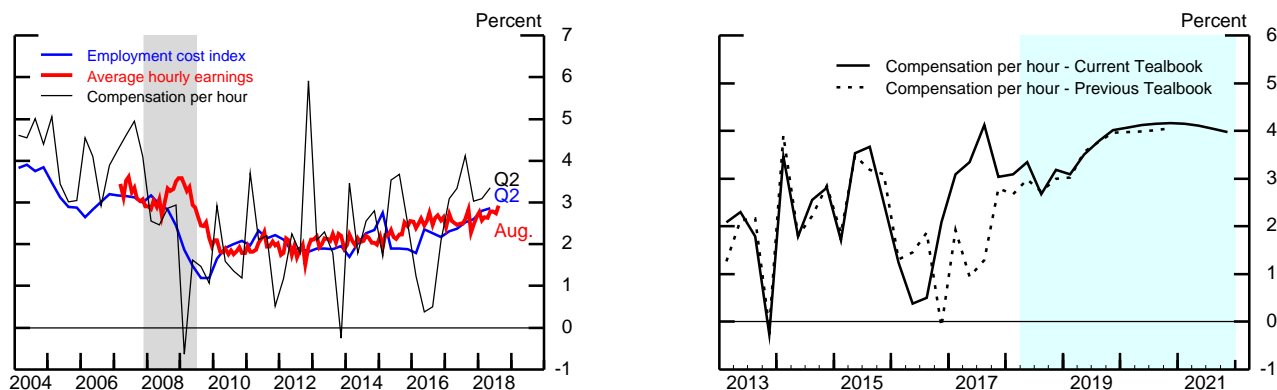 Percent
7
6
5
4
3
2
1
0
-1
Employment cost index
Average hourly earnings
Compensation per hour
Q2
Q2
Aug.
2004 2006 2008 2010 2012 2014 2016 2018
Percent
6
5
4
3
2
1
0
-1
Compensation per hour - Current Tealbook
Compensation per hour - Previous Tealbook
2013 2015 2017 2019 2021